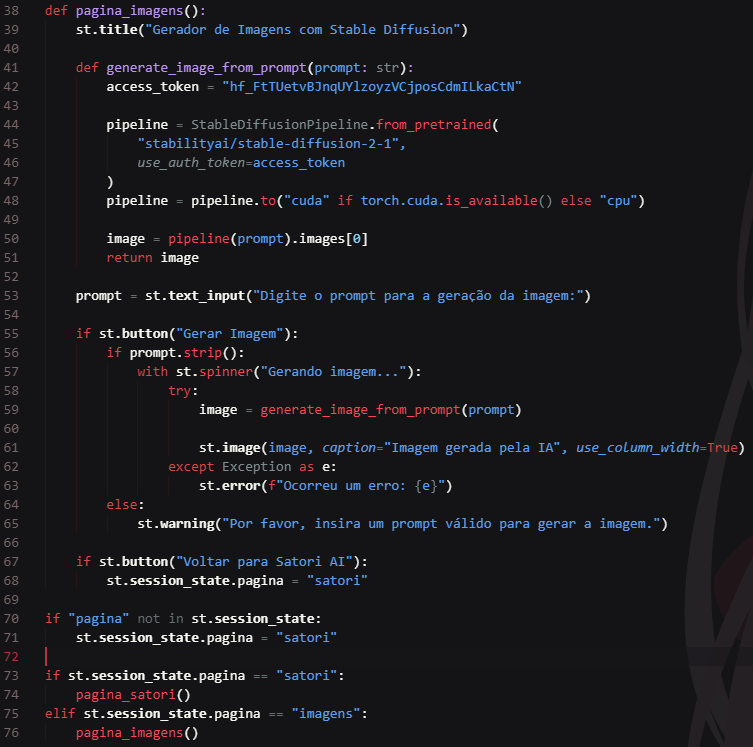 38 def pagina_imagens():
39     st.title("Gerador de Imagens com Stable Diffusion")
40
41     def generate_image_from_prompt(prompt: str):
42         access_token = "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"
43
44         pipeline = StableDiffusionPipeline.from_pretrained(
45             "stabilityai/stable-diffusion-2-1",
46             use_auth_token=access_token
47         )
48         pipeline = pipeline.to("cuda" if torch.cuda.is_available() else "cpu")
49
50         image = pipeline(prompt).images[0]
51         return image
52
53     prompt = st.text_input("Digite o prompt para a geração da imagem:")
54
55     if st.button("Gerar Imagem"):
56         if prompt.strip():
57             with st.spinner("Gerando imagem..."):
58                 try:
59                     image = generate_image_from_prompt(prompt)
60
61                     st.image(image, caption="Imagem gerada pela IA", use_column_width=True)
62                 except Exception as e:
63                     st.error(f"Ocorreu um erro: {e}")
64         else:
65             st.warning("Por favor, insira um prompt válido para gerar a imagem.")
66
67     if st.button("Voltar para Satori AI"):
68         st.session_state.pagina = "satori"
69
70 if "pagina" not in st.session_state:
71     st.session_state.pagina = "satori"
72
73 if st.session_state.pagina == "satori":
74     pagina_satori()
75 elif st.session_state.pagina == "imagens":
76     pagina_imagens()